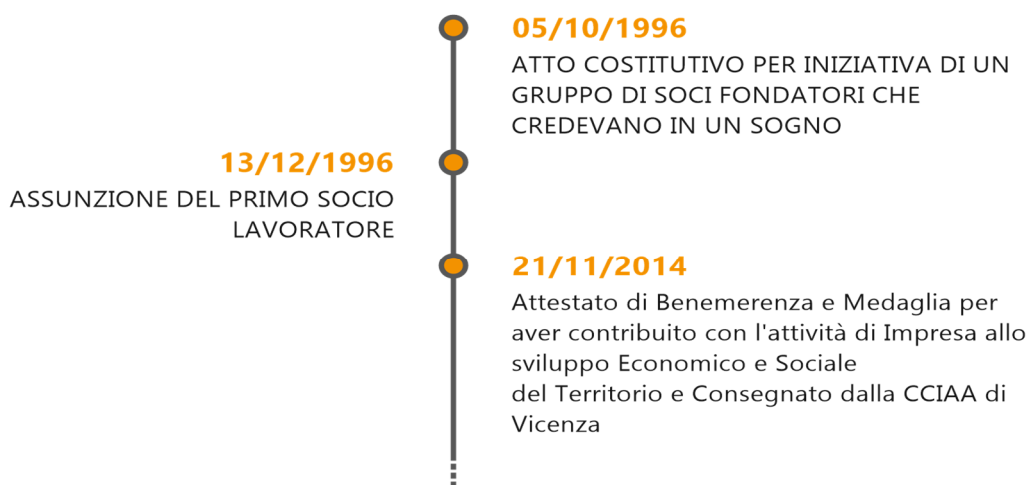 05/10/1996
ATTO COSTITUTIVO PER INIZIATIVA DI UN
GRUPPO DI SOCI FONDATORI CHE
CREDEVANO IN UN SOGNO
13/12/1996
ASSUNZIONE DEL PRIMO SOCIO
LAVORATORE
21/11/2014
Attestato di Benemerenza e Medaglia per
aver contribuito con l'attività di Impresa allo
sviluppo Economico e Sociale
del Territorio e Consegnato dalla CCIAA di
Vicenza